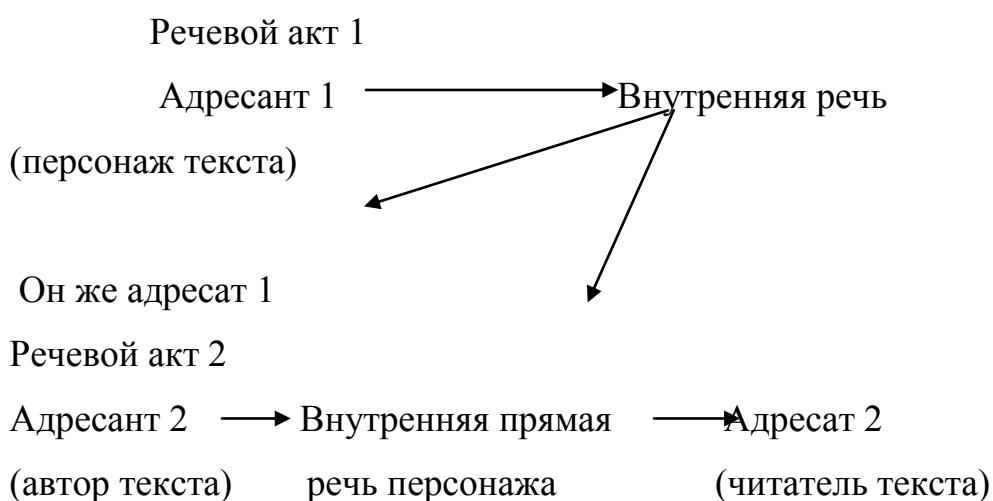 Речевой акт 1
Адресант 1 Внутренняя речь
(персонаж текста)
Он же адресат 1
Речевой акт 2
Адресант 2 Внутренняя прямая Адресат 2
(автор текста) речь персонажа (читатель текста)